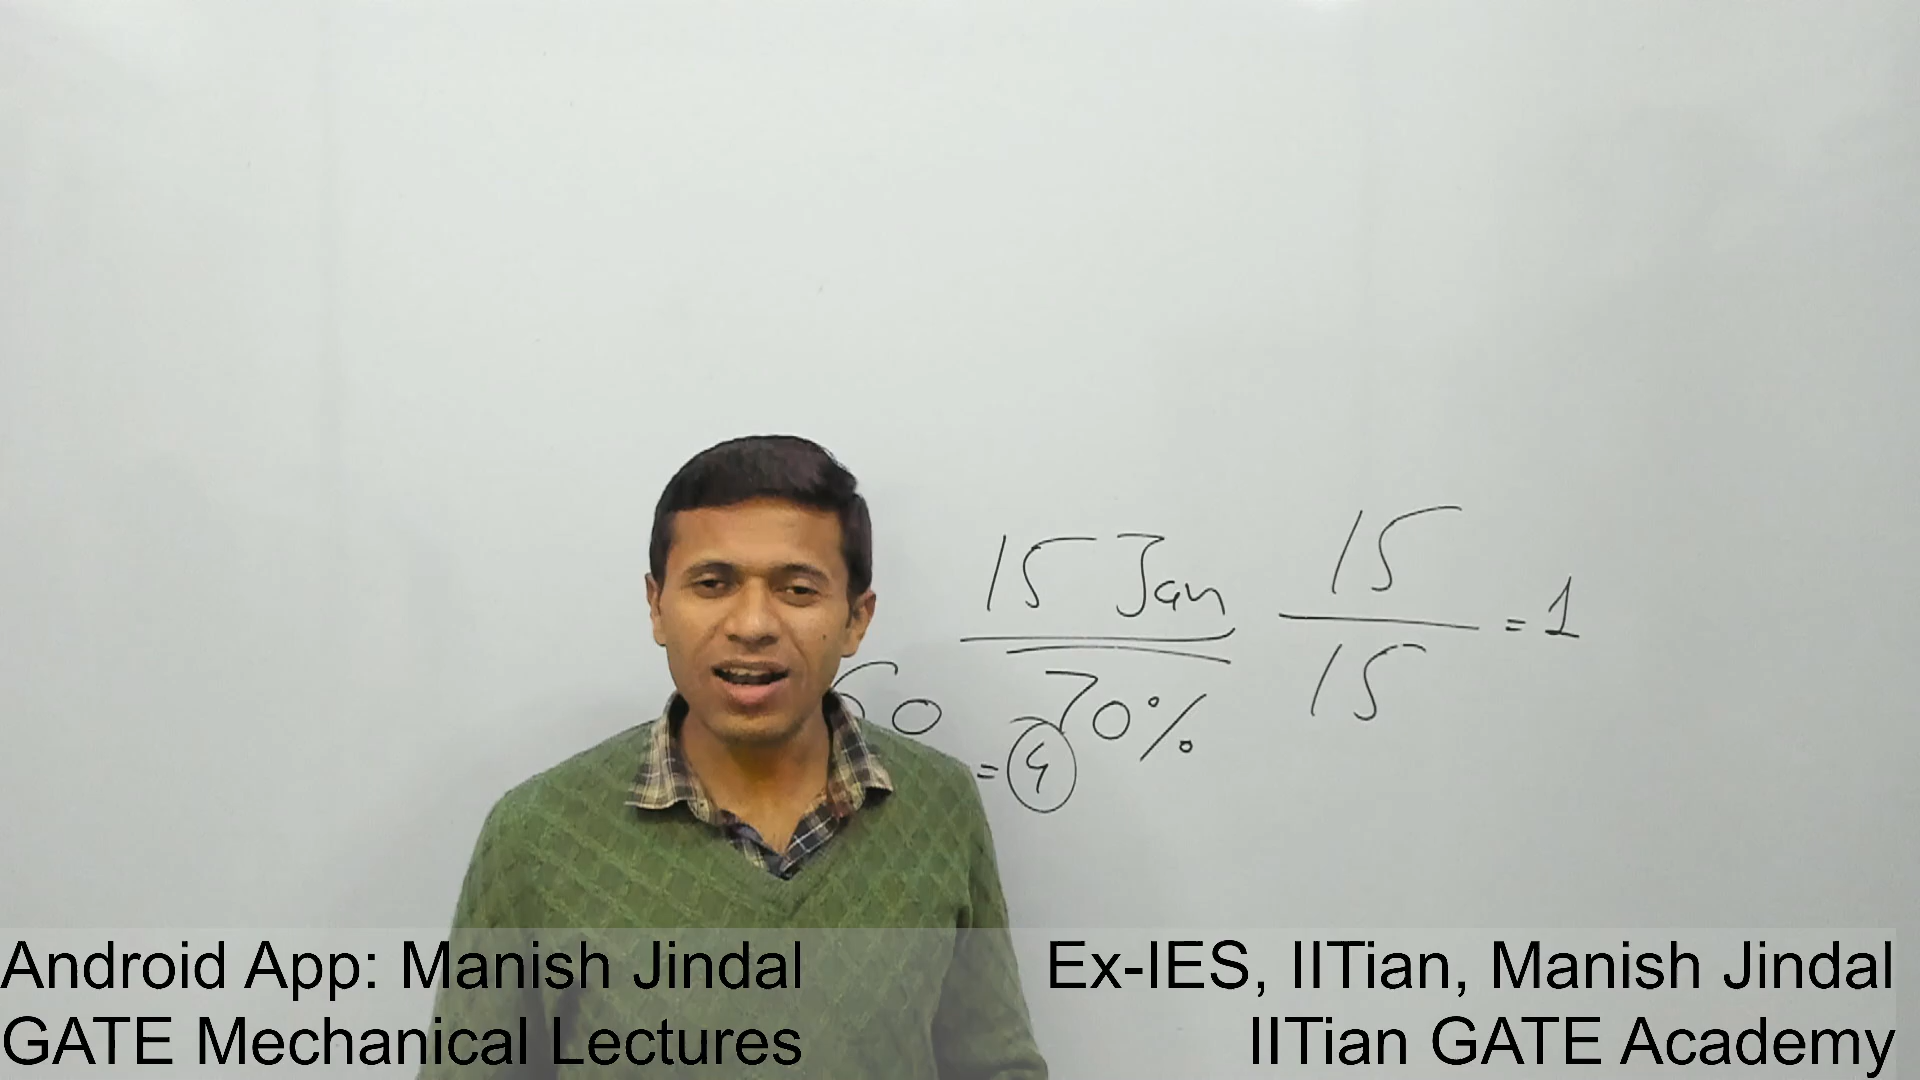 15 Jan
60 70%
= 4
15
15
= 1
Android App: Manish Jindal
GATE Mechanical Lectures
Ex-IES, IITian, Manish Jindal
IITian GATE Academy